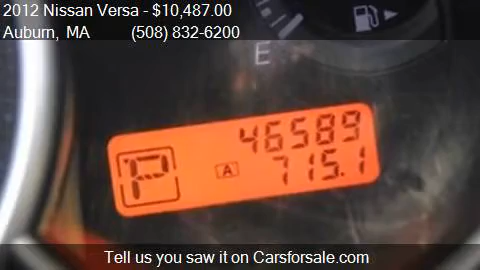 2012 Nissan Versa - $10,487.00
Auburn, MA (508) 832-6200
E
46589
P A 715.1
Tell us you saw it on Carsforsale.com